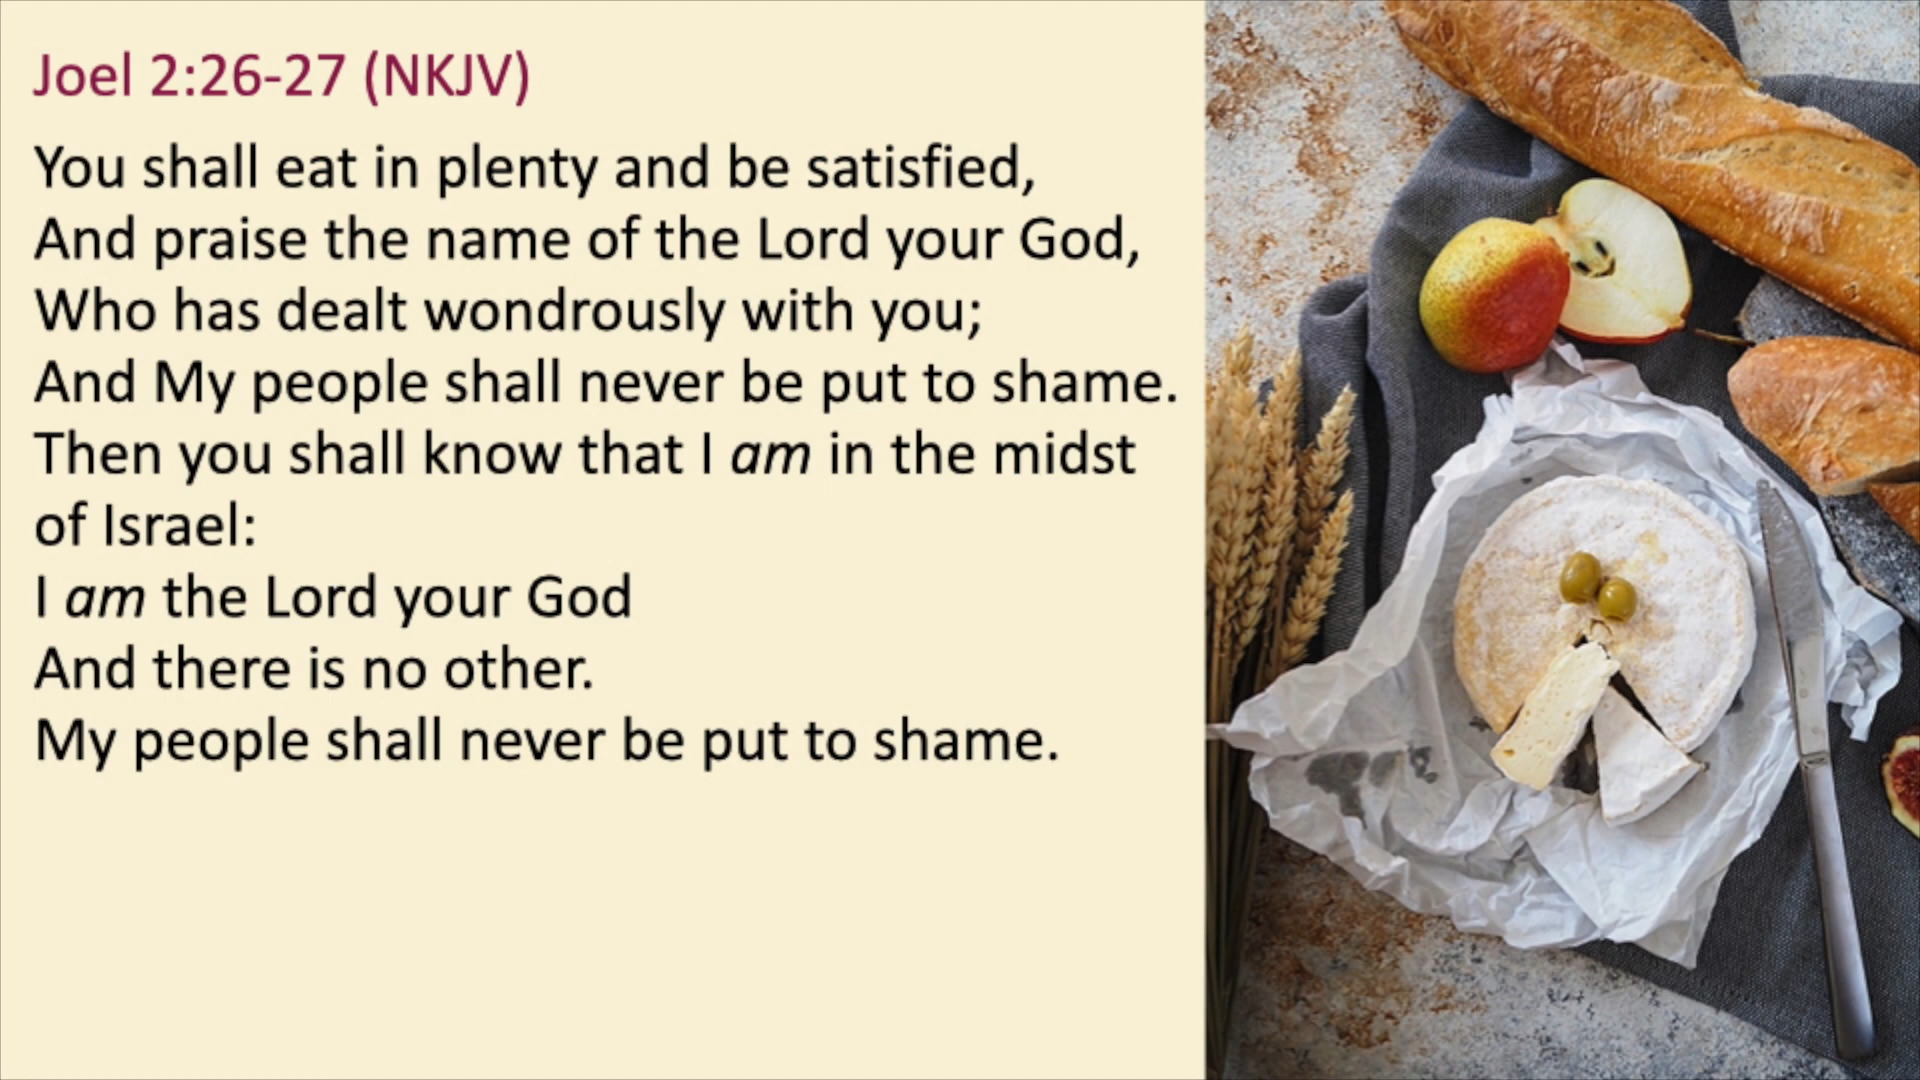 Joel 2:26-27 (NKJV)
You shall eat in plenty and be satisfied,
And praise the name of the Lord your God,
Who has dealt wondrously with you;
And My people shall never be put to shame.
Then you shall know that I am in the midst
of Israel:
I am the Lord your God
And there is no other.
My people shall never be put to shame.